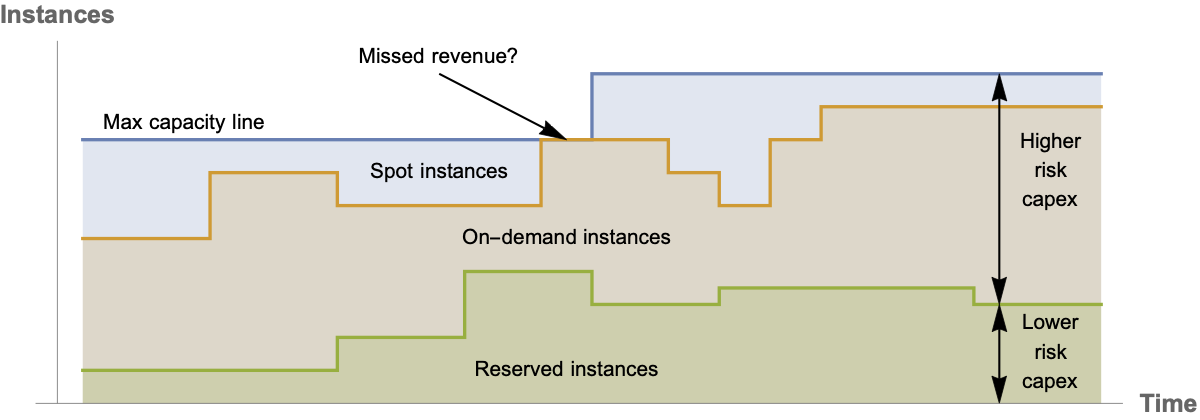 Instances
Missed revenue?
Max capacity line
Spot instances
Higher
risk
capex
On–demand instances
Lower
risk
capex
Reserved instances
Time